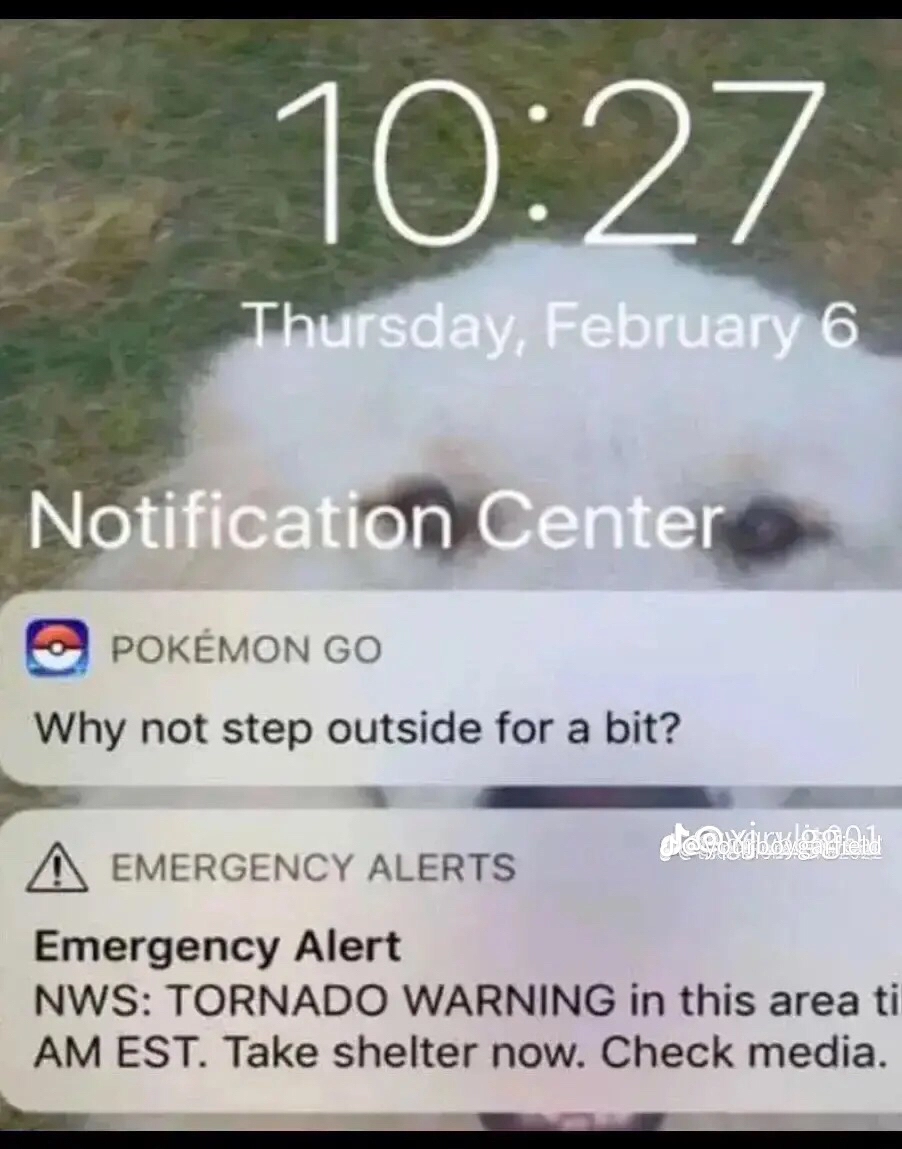 10:27
Thursday, February 6
Notification Center
POKÉMON GO
Why not step outside for a bit?
EMERGENCY ALERTS
Emergency Alert
NWS: TORNADO WARNING in this area ti
AM EST. Take shelter now. Check media.